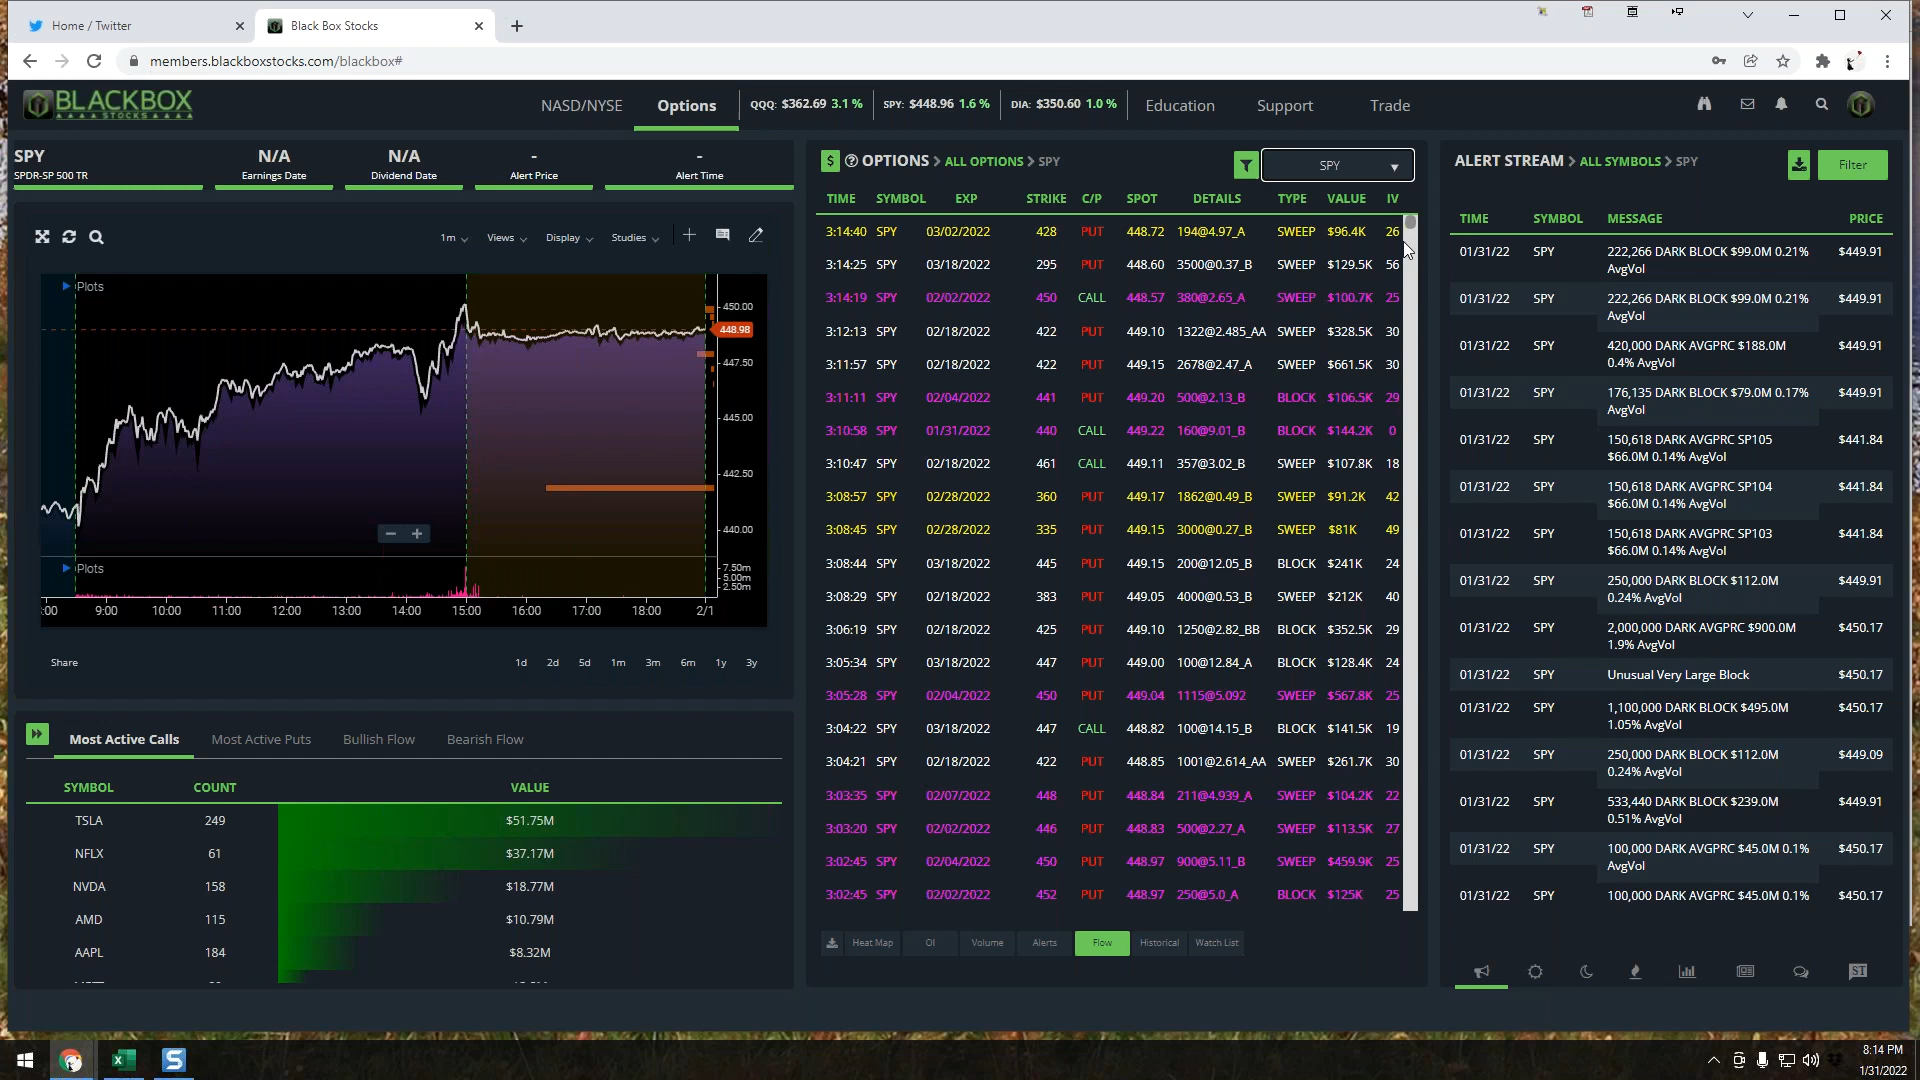 Home / Twitter
Black Box Stocks
members.blackboxstocks.com/blackbox#
BLACKBOX
STOCKS
NASD/NYSE
Options
QQQ: $362.69 3.1 %
SPY: $448.96 1.6 %
DIA: $350.60 1.0 %
Education
Support
Trade
SPY
SPDR-SP 500 TR
N/A
Earnings Date
N/A
Dividend Date
-
Alert Price
-
Alert Time
1m
Views
Display
Studies
Plots
450.00
448.98
447.50
445.00
442.50
440.00
Plots
7.50m
5.00m
2.50m
:00 9:00 10:00 11:00 12:00 13:00 14:00 15:00 16:00 17:00 18:00 2/1
Share
1d 2d 5d 1m 3m 6m 1y 3y
Most Active Calls
Most Active Puts
Bullish Flow
Bearish Flow
SYMBOL COUNT VALUE
TSLA 249 $51.75M
NFLX 61 $37.17M
NVDA 158 $18.77M
AMD 115 $10.79M
AAPL 184 $8.32M
$ ? OPTIONS > ALL OPTIONS > SPY
SPY
TIME SYMBOL EXP STRIKE C/P SPOT DETAILS TYPE VALUE IV
3:14:40 SPY 03/02/2022 428 PUT 448.72 194@4.97_A SWEEP $96.4K 26
3:14:25 SPY 03/18/2022 295 PUT 448.60 3500@0.37_B SWEEP $129.5K 56
3:14:19 SPY 02/02/2022 450 CALL 448.57 380@2.65_A SWEEP $100.7K 25
3:12:13 SPY 02/18/2022 422 PUT 449.10 1322@2.485_AA SWEEP $328.5K 30
3:11:57 SPY 02/18/2022 422 PUT 449.15 2678@2.47_A SWEEP $661.5K 30
3:11:11 SPY 02/04/2022 441 PUT 449.20 500@2.13_B BLOCK $106.5K 29
3:10:58 SPY 01/31/2022 440 CALL 449.22 160@9.01_B BLOCK $144.2K 0
3:10:47 SPY 02/18/2022 461 CALL 449.11 357@3.02_B SWEEP $107.8K 18
3:08:57 SPY 02/28/2022 360 PUT 449.17 1862@0.49_B SWEEP $91.2K 42
3:08:45 SPY 02/28/2022 335 PUT 449.15 3000@0.27_B SWEEP $81K 49
3:08:44 SPY 03/18/2022 445 PUT 449.15 200@12.05_B BLOCK $241K 24
3:08:29 SPY 03/18/2022 383 PUT 449.05 4000@0.53_B SWEEP $212K 40
3:06:19 SPY 02/18/2022 425 PUT 449.10 1250@2.82_BB BLOCK $352.5K 29
3:05:34 SPY 03/18/2022 447 PUT 449.00 100@12.84_A BLOCK $128.4K 24
3:05:28 SPY 02/04/2022 450 PUT 449.04 1115@5.092 SWEEP $567.8K 25
3:04:22 SPY 03/18/2022 447 CALL 448.82 100@14.15_B BLOCK $141.5K 19
3:04:21 SPY 02/18/2022 422 PUT 448.85 1001@2.614_AA SWEEP $261.7K 30
3:03:35 SPY 02/07/2022 448 PUT 448.84 211@4.939_A SWEEP $104.2K 22
3:03:20 SPY 02/02/2022 446 PUT 448.83 500@2.27_A SWEEP $113.5K 27
3:02:45 SPY 02/04/2022 450 PUT 448.97 900@5.11_B SWEEP $459.9K 25
3:02:45 SPY 02/02/2022 452 PUT 448.97 250@5.0_A BLOCK $125K 25
Heat Map
OI
Volume
Alerts
Flow
Historical
Watch List
ALERT STREAM > ALL SYMBOLS > SPY
Filter
TIME SYMBOL MESSAGE PRICE
01/31/22 SPY 222,266 DARK BLOCK $99.0M 0.21% $449.91
AvgVol
01/31/22 SPY 222,266 DARK BLOCK $99.0M 0.21% $449.91
AvgVol
01/31/22 SPY 420,000 DARK AVGPRC $188.0M $449.91
0.4% AvgVol
01/31/22 SPY 176,135 DARK BLOCK $79.0M 0.17% $449.91
AvgVol
01/31/22 SPY 150,618 DARK AVGPRC SP105 $441.84
$66.0M 0.14% AvgVol
01/31/22 SPY 150,618 DARK AVGPRC SP104 $441.84
$66.0M 0.14% AvgVol
01/31/22 SPY 150,618 DARK AVGPRC SP103 $441.84
$66.0M 0.14% AvgVol
01/31/22 SPY 250,000 DARK BLOCK $112.0M $449.91
0.24% AvgVol
01/31/22 SPY 2,000,000 DARK AVGPRC $900.0M $450.17
1.9% AvgVol
01/31/22 SPY Unusual Very Large Block $450.17
01/31/22 SPY 1,100,000 DARK BLOCK $495.0M $450.17
1.05% AvgVol
01/31/22 SPY 250,000 DARK BLOCK $112.0M $449.09
0.24% AvgVol
01/31/22 SPY 533,440 DARK BLOCK $239.0M $449.91
0.51% AvgVol
01/31/22 SPY 100,000 DARK AVGPRC $45.0M 0.1% $450.17
AvgVol
01/31/22 SPY 100,000 DARK AVGPRC $45.0M 0.1% $450.17
ST
8:14 PM
1/31/2022